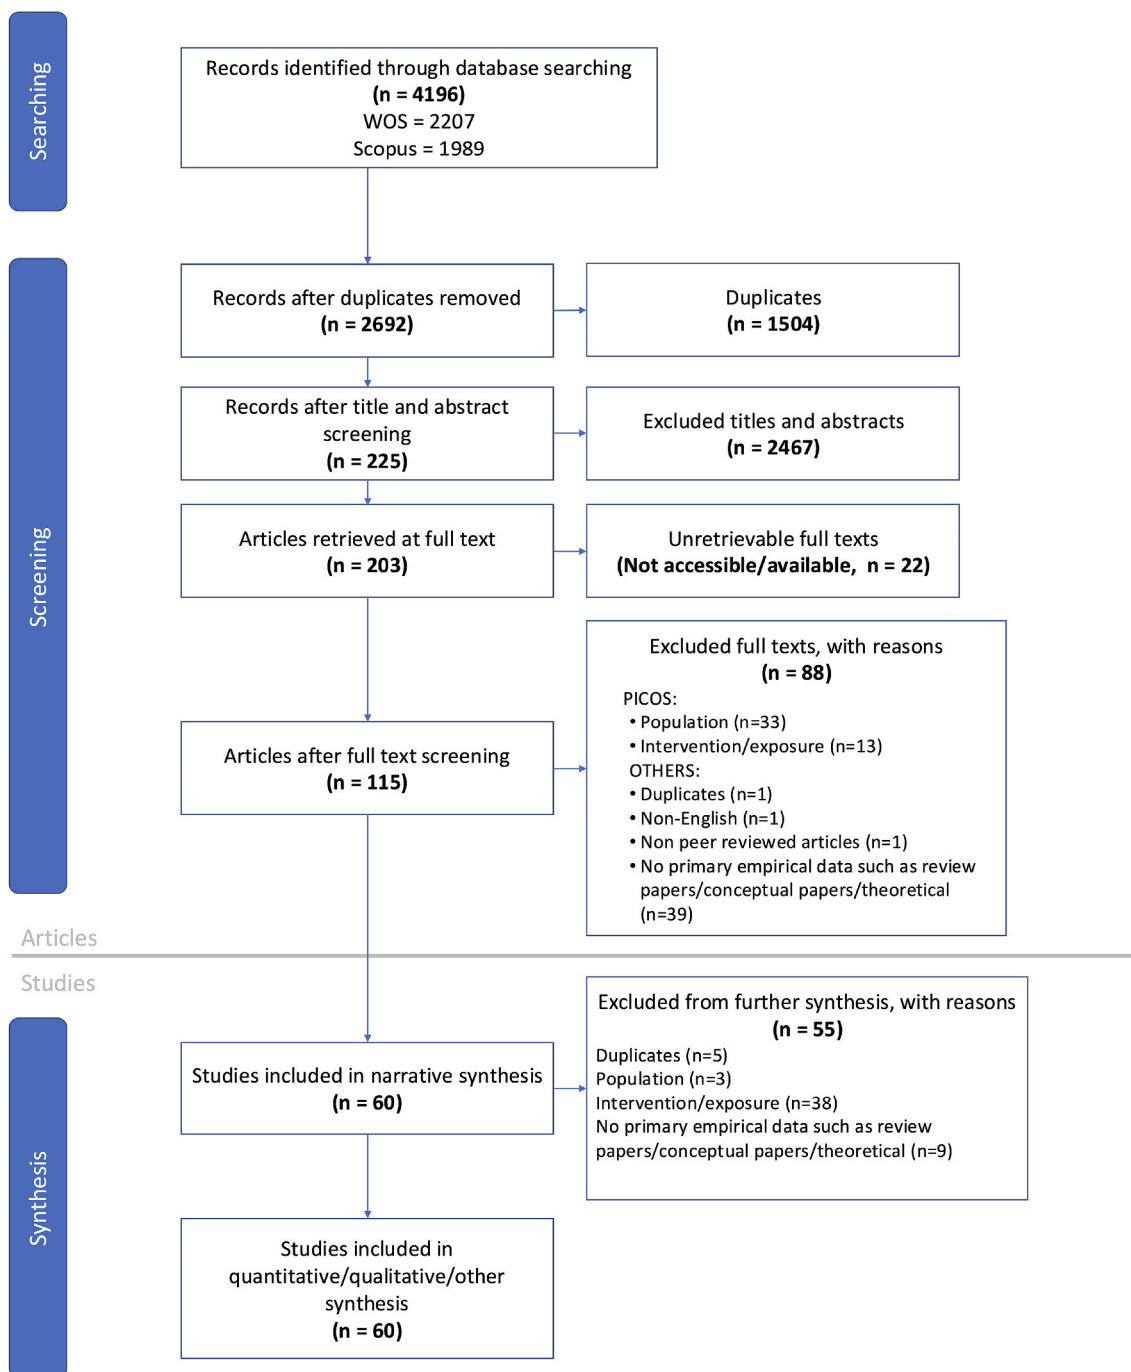 Searching
Records identified through database searching
(n = 4196)
WOS = 2207
Scopus = 1989
Screening
Records after duplicates removed
(n = 2692)
Duplicates
(n = 1504)
Records after title and abstract
screening
(n = 225)
Excluded titles and abstracts
(n = 2467)
Articles retrieved at full text
(n = 203)
Unretrievable full texts
(Not accessible/available,  n = 22)
Articles after full text screening
(n = 115)
Excluded full texts, with reasons
(n = 88)
PICOS:
• Population (n=33)
• Intervention/exposure (n=13)
OTHERS:
• Duplicates (n=1)
• Non-English (n=1)
• Non peer reviewed articles (n=1)
• No primary empirical data such as review
papers/conceptual papers/theoretical
(n=39)
Articles
Studies
Synthesis
Studies included in narrative synthesis
(n = 60)
Excluded from further synthesis, with reasons
(n = 55)
Duplicates (n=5)
Population (n=3)
Intervention/exposure (n=38)
No primary empirical data such as review
papers/conceptual papers/theoretical (n=9)
Studies included in
quantitative/qualitative/other
synthesis
(n = 60)